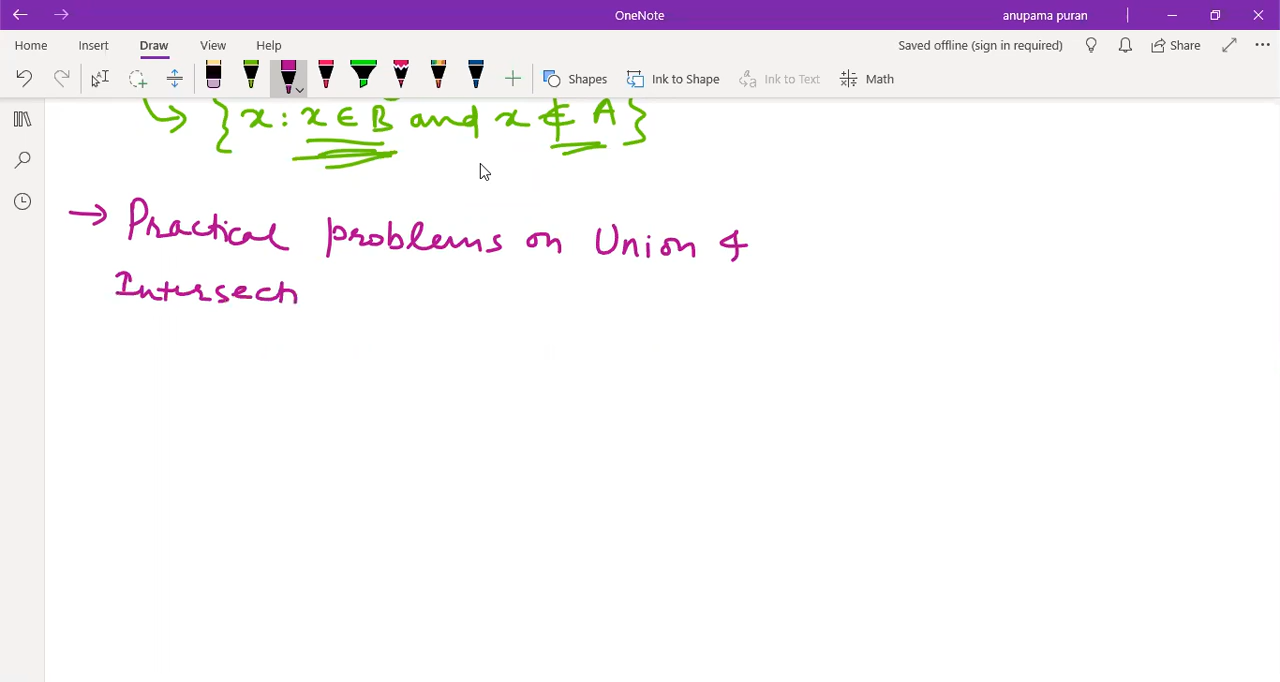 OneNote
anupama puran
Home Insert Draw View Help
Saved offline (sign in required) Share
Shapes Ink to Shape Ink to Text Math
↳ {x : x ∈ B and x ∉ A}
→ Practical problems on Union &
Intersectn